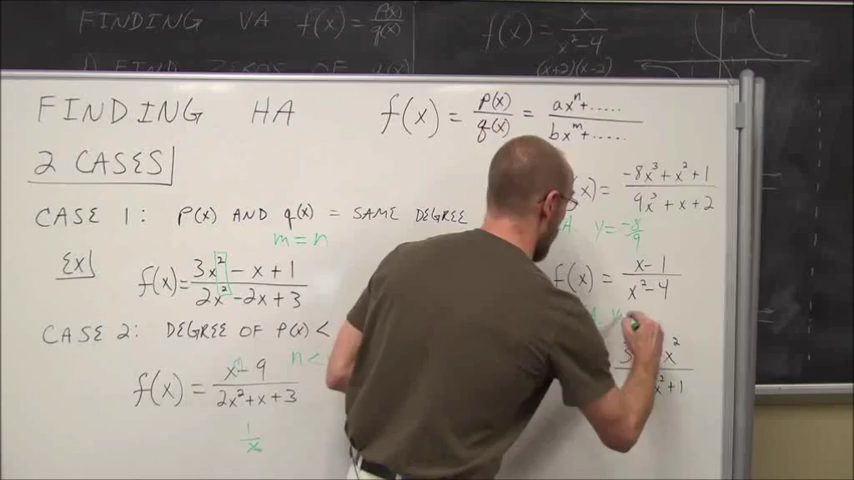 FINDING VA f(x) = p(x)/q(x)
f(x) = x/x²-4
(x+2)(x-2)
FINDING HA f(x) = p(x)/q(x) = axⁿ+...../bxᵐ+.....
2 CASES
CASE 1: p(x) AND q(x) = SAME DEGREE
m = n
Ex
f(x) = 3x² - x + 1/2x² - 2x + 3
CASE 2: DEGREE OF p(x) <
n <
f(x) = x - 9/2x² + x + 3
1/x
(x) = -8x³ + x² + 1/9x³ + x + 2
A y = -8/9
f(x) = x - 1/x² - 4
x²
x² + 1